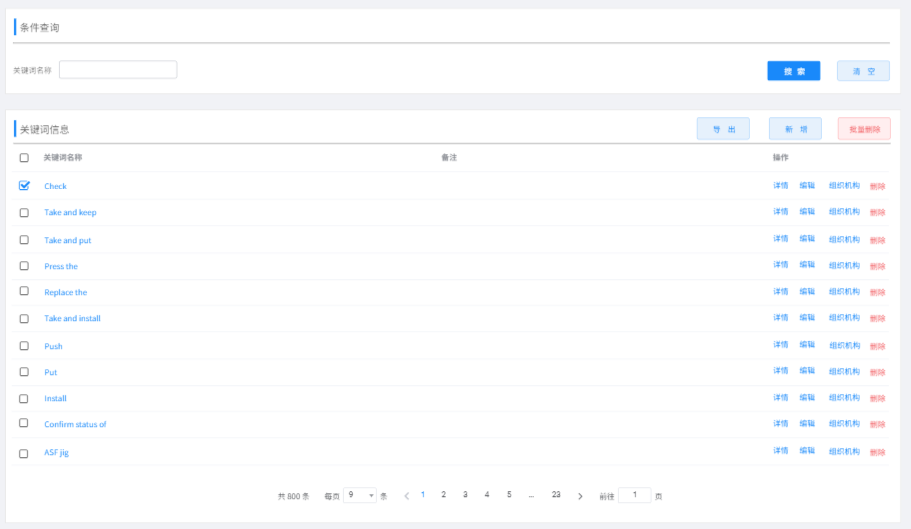 条件查询
关键词名称 搜 索 清 空
关键词信息 导 出 新 增 批量删除
关键词名称 备注 操作
Check 详情 编辑 组织机构 删除
Take and keep 详情 编辑 组织机构 删除
Take and put 详情 编辑 组织机构 删除
Press the 详情 编辑 组织机构 删除
Replace the 详情 编辑 组织机构 删除
Take and install 详情 编辑 组织机构 删除
Push 详情 编辑 组织机构 删除
Put 详情 编辑 组织机构 删除
Install 详情 编辑 组织机构 删除
Confirm status of 详情 编辑 组织机构 删除
ASF jig 详情 编辑 组织机构 删除
共 800 条 每页 9 条 < 1 2 3 4 5 ... 23 > 前往 1 页